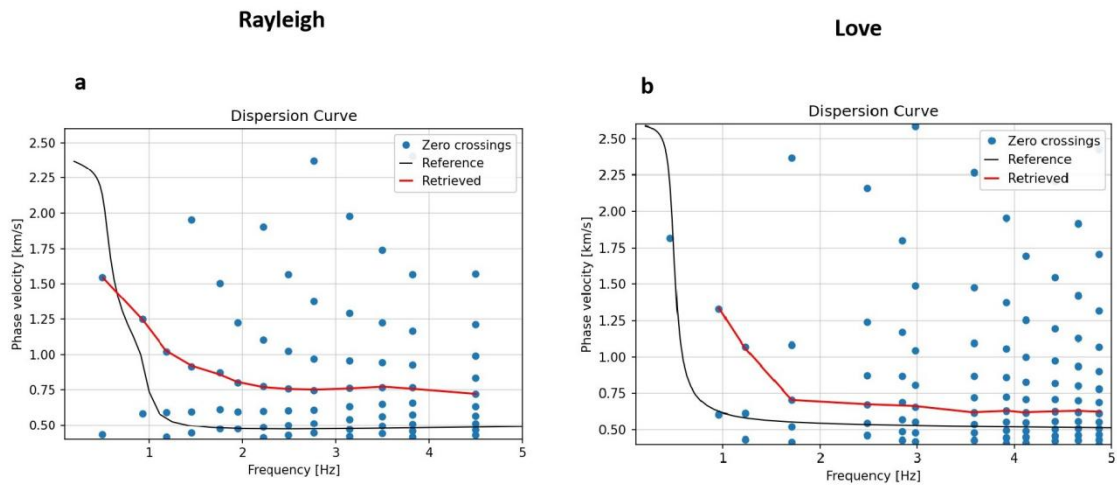 Rayleigh
Love
a
b
Dispersion Curve
Dispersion Curve
Zero crossings
Reference
Retrieved
Zero crossings
Reference
Retrieved
2.50
2.25
2.00
1.75
1.50
1.25
1.00
0.75
0.50
Phase velocity [km/s]
1 2 3 4 5
Frequency [Hz]
2.50
2.25
2.00
1.75
1.50
1.25
1.00
0.75
0.50
Phase velocity [km/s]
1 2 3 4 5
Frequency [Hz]